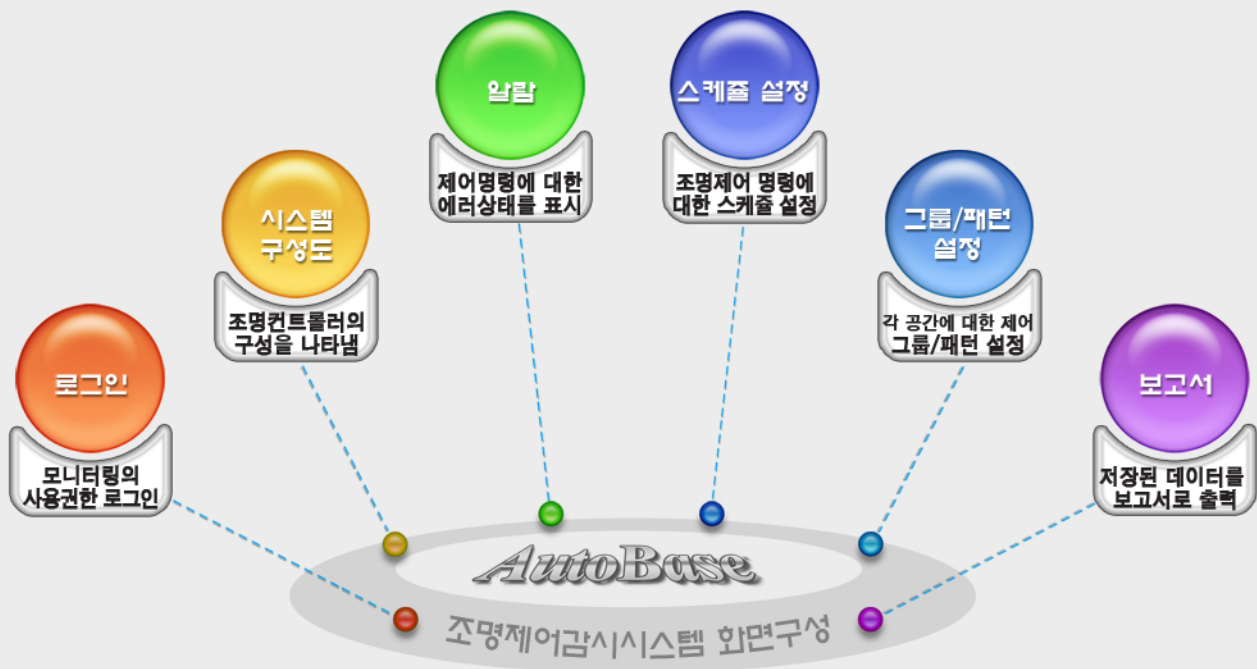 알람
제어명령에 대한
에러상태를 표시
스케쥴 설정
조명제어 명령에
대한 스케쥴 설정
시스템
구성도
조명컨트롤러의
구성을 나타냄
그룹/패턴
설정
각 공간에 대한 제어
그룹/패턴 설정
로그인
모니터링의
사용권한 로그인
보고서
저장된 데이터를
보고서로 출력
AutoBase
조명제어감시시스템 화면구성